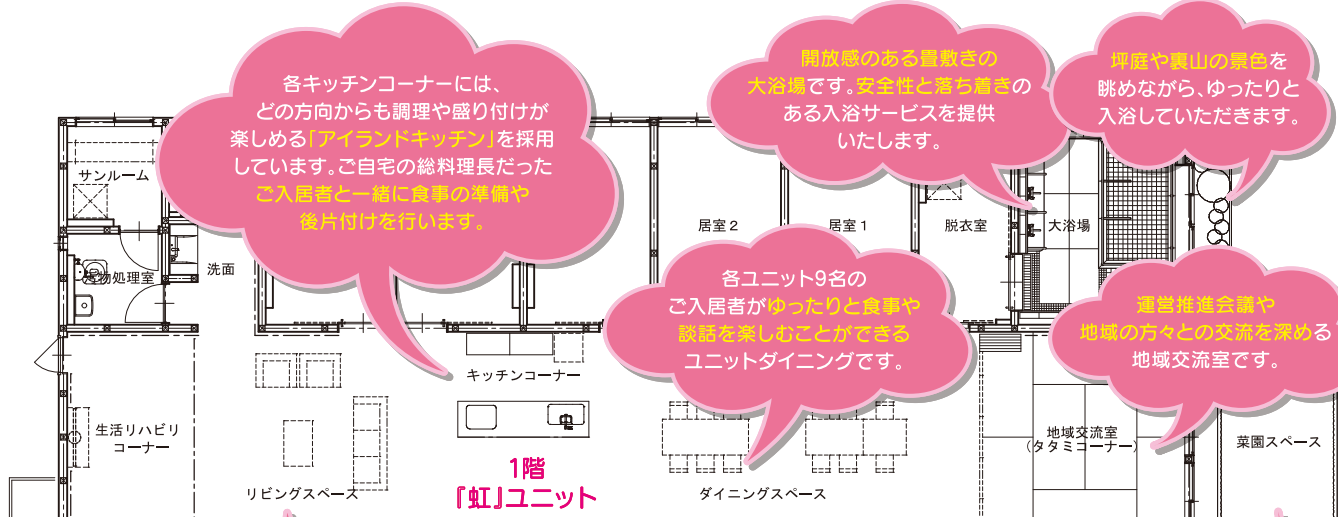 各キッチンコーナーには、
どの方向からも調理や盛り付けが
楽しめる「アイランドキッチン」を採用
しています。ご自宅の総料理長だった
ご入居者と一緒に食事の準備や
後片付けを行います。
開放感のある畳敷きの
大浴場です。安全性と落ち着きの
ある入浴サービスを提供
いたします。
坪庭や裏山の景色を
眺めながら、ゆったりと
入浴していただきます。
サンルーム
居室2
居室1
脱衣室
大浴場
汚物処理室
洗面
各ユニット9名の
ご入居者がゆったりと食事や
談話を楽しむことができる
ユニットダイニングです。
運営推進会議や
地域の方々との交流を深める
地域交流室です。
キッチンコーナー
生活リハビリ
コーナー
地域交流室
(タタミコーナー)
菜園スペース
リビングスペース
1階
『虹』ユニット
ダイニングスペース